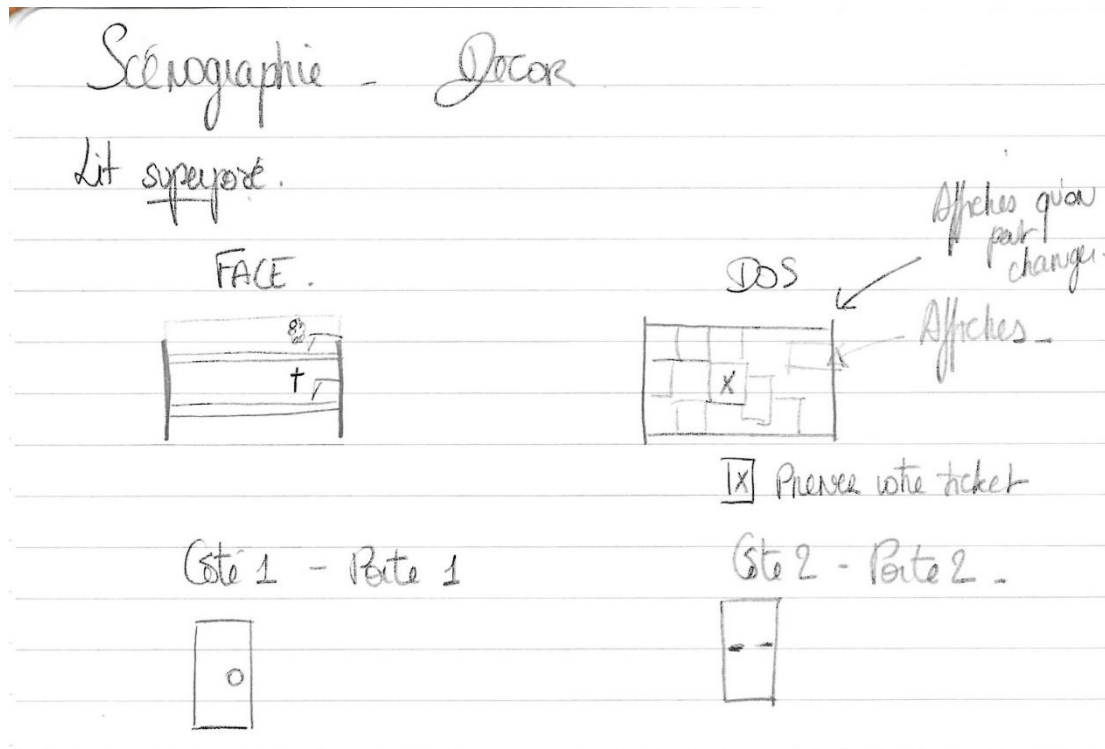 Scénographie - Decor
Lit superposé.
Affiches qu'on
peut
changer.
FACE.
DOS
Affiches -
X
X Prenez votre ticket
Côté 1 - Porte 1
Côté 2 - Porte 2 -